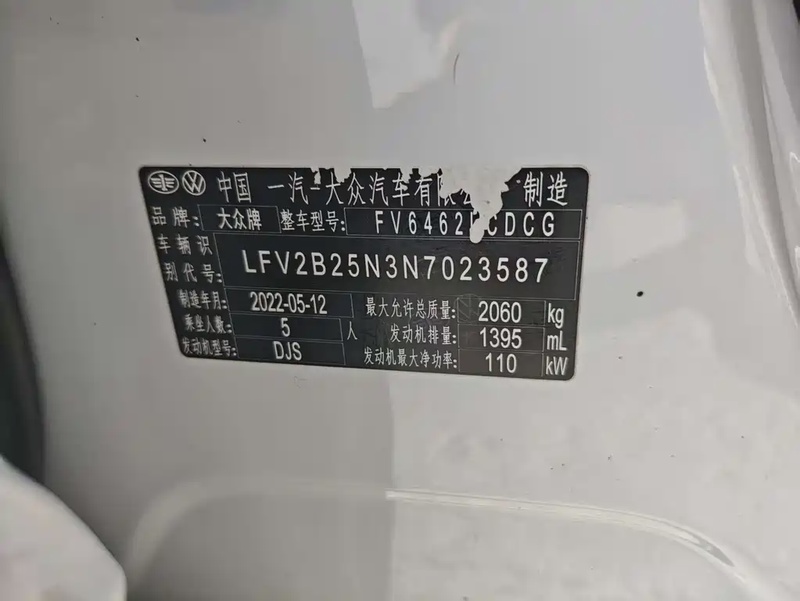 中国 一汽-大众汽车有限 制造
品牌: 大众牌 整车型号: FV6462 CDCG
车辆识别代号: LFV2B25N3N7023587
制造年月: 2022-05-12 最大允许总质量: 2060 kg
乘座人数: 5 人 发动机排量: 1395 mL
发动机型号: DJS 发动机最大净功率: 110 kW